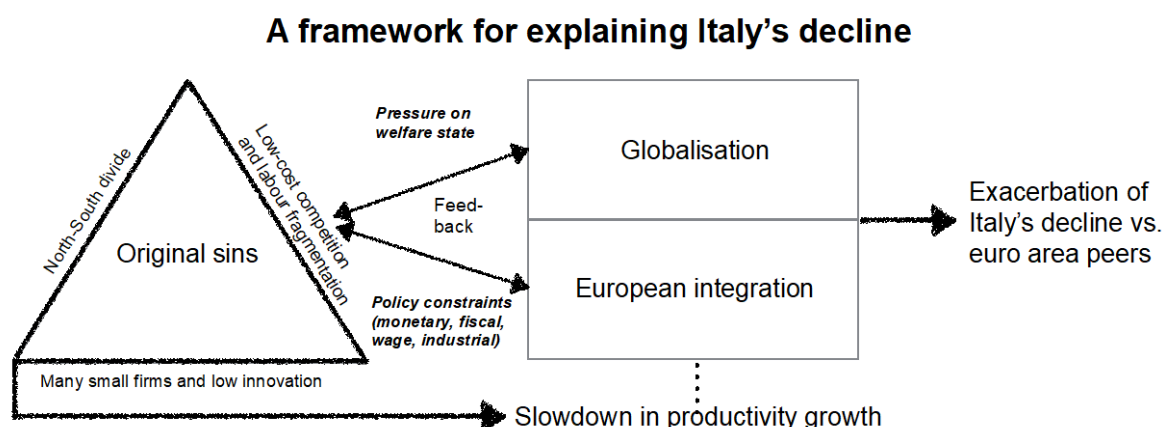 A framework for explaining Italy's decline
North-South divide
Low-cost competition
and labour fragmentation
Original sins
Many small firms and low innovation
Pressure on
welfare state
Feed-
back
Policy constraints
(monetary, fiscal,
wage, industrial)
Globalisation
European integration
Exacerbation of
Italy's decline vs.
euro area peers
Slowdown in productivity growth